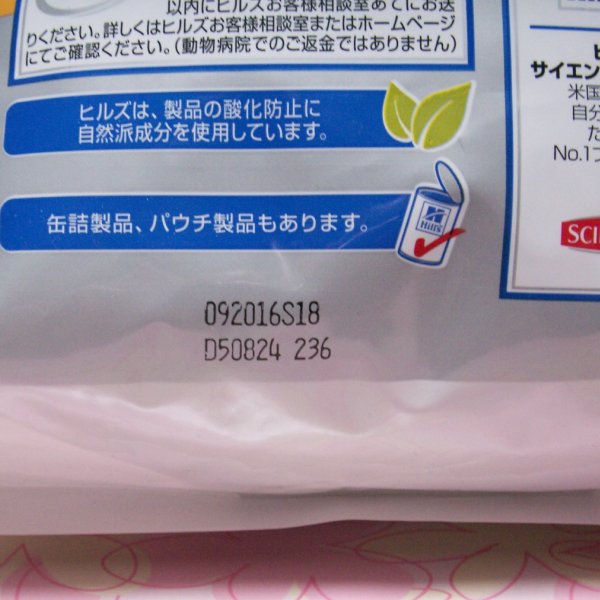 以内にヒルズお客様相談室あてにお送
りください。詳しくはヒルズお客様相談室またはホームページ
にてご確認ください。(動物病院でのご返金ではありません)
ヒルズは、製品の酸化防止に
自然派成分を使用しています。
缶詰製品、パウチ製品もあります。
Hill's
092016S18
D50824 236
サイエン
米国
自分
た
No.1フ
SCI